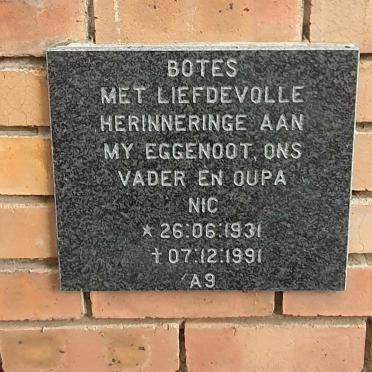 BOTES
MET LIEFDEVOLLE
HERINNERINGE AAN
MY EGGENOOT, ONS
VADER EN OUPA
NIC
* 26:06:1931
† 07:12:1991
A9